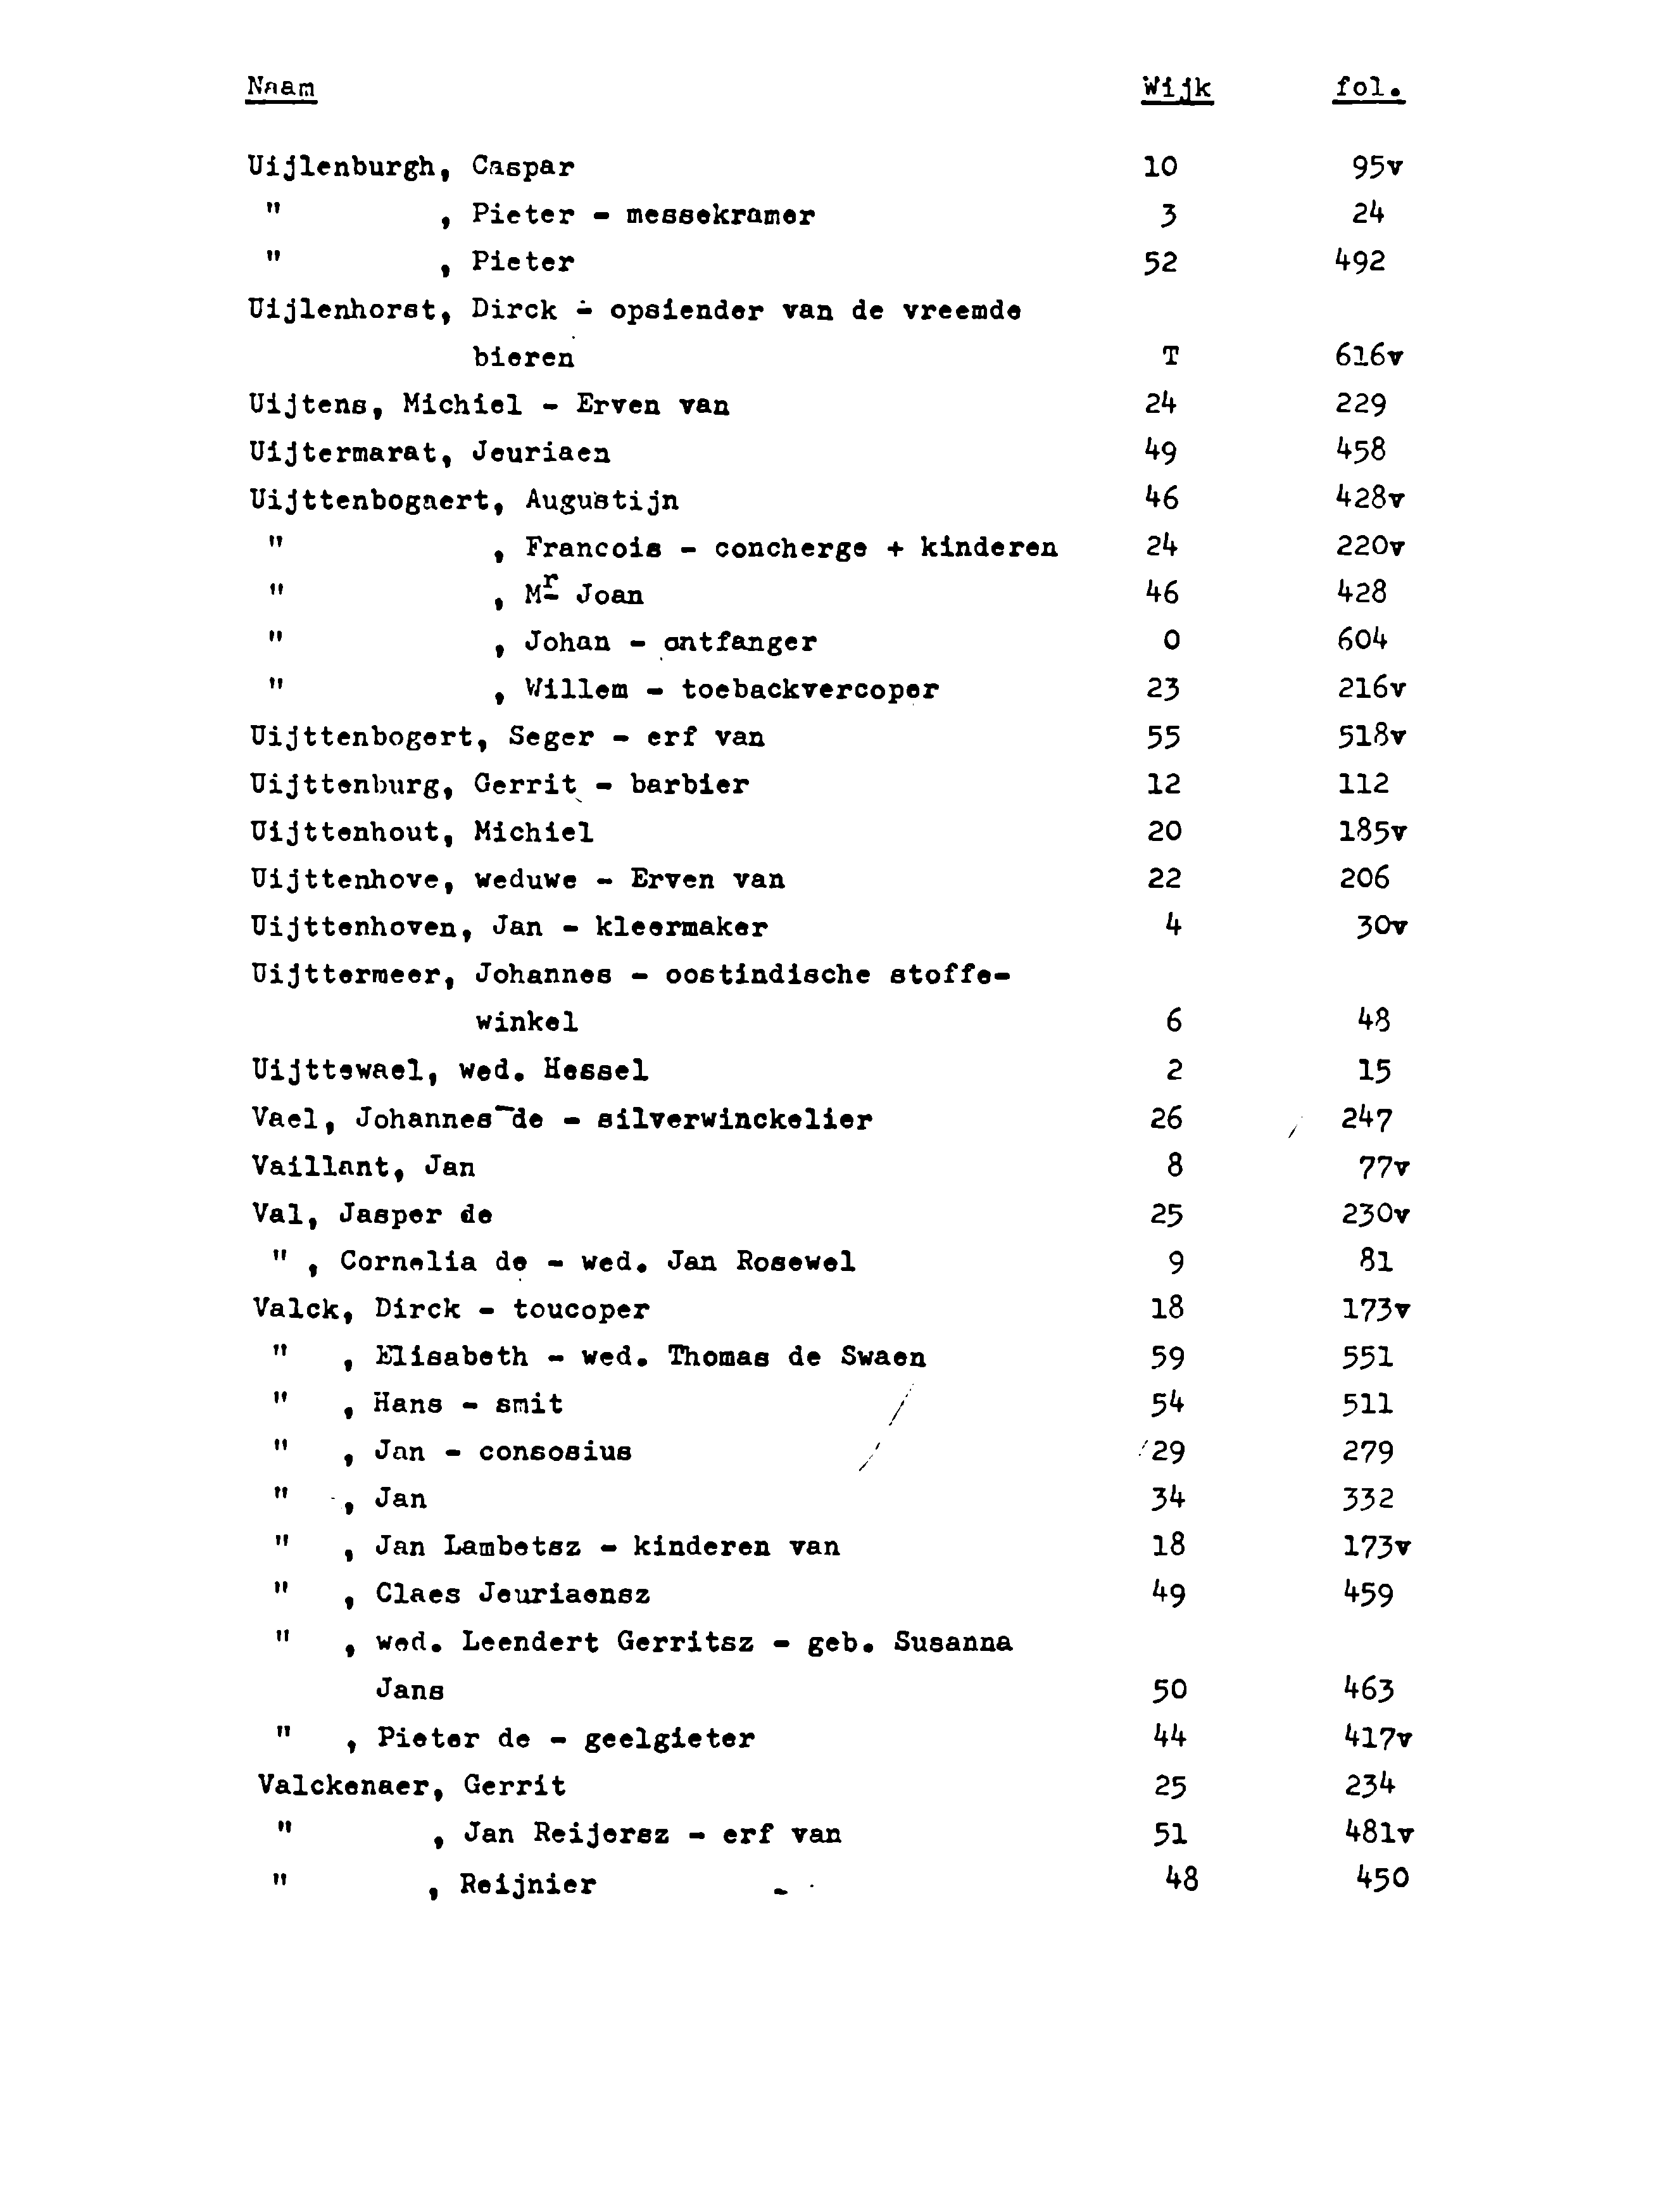 Naam Wijk fol.
Uijlenburgh, Caspar 10 95v
" , Pieter - messekramer 3 24
" , Pieter 52 492
Uijlenhorst, Dirck - opsiender van de vreemde
bieren T 616v
Uijtens, Michiel - Erven van 24 229
Uijtermarat, Jeuriaen 49 458
Uijttenbogaert, Augustijn 46 428v
" , Francois - concherge + kinderen 24 220v
" , Mr Joan 46 428
" , Johan - ontfanger O 604
" , Willem - toebackvercoper 23 216v
Uijttenbogert, Seger - erf van 55 518v
Uijttenburg, Gerrit - barbier 12 112
Uijttenhout, Michiel 20 185v
Uijttenhove, weduwe - Erven van 22 206
Uijttenhoven, Jan - kleermaker 4 30v
Uijttermeer, Johannes - oostindische stoffe-
winkel 6 48
Uijttewael, wed. Hessel 2 15
Vael, Johannes de - silverwinckelier 26 247
Vaillant, Jan 8 77v
Val, Jasper de 25 230v
" , Cornelia de - wed. Jan Rosewel 9 81
Valck, Dirck - toucoper 18 173v
" , Elisabeth - wed. Thomas de Swaen 59 551
" , Hans - smit 54 511
" , Jan - consosius 29 279
" , Jan 34 332
" , Jan Lambetsz - kinderen van 18 173v
" , Claes Jeuriaensz 49 459
" , wed. Leendert Gerritsz - geb. Susanna
Jans 50 463
" , Pieter de - geelgieter 44 417v
Valckenaer, Gerrit 25 234
" , Jan Reijersz - erf van 51 481v
" , Reijnier 48 450